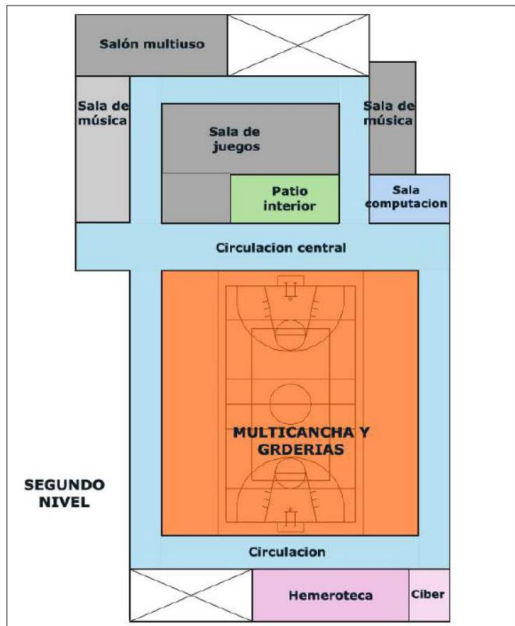 Salón multiuso
Sala de
música
Sala de
música
Sala de
juegos
Patio
interior
Sala
computacion
Circulacion central
MULTICANCHA Y
GRDERIAS
SEGUNDO
NIVEL
Circulacion
Hemeroteca
Ciber